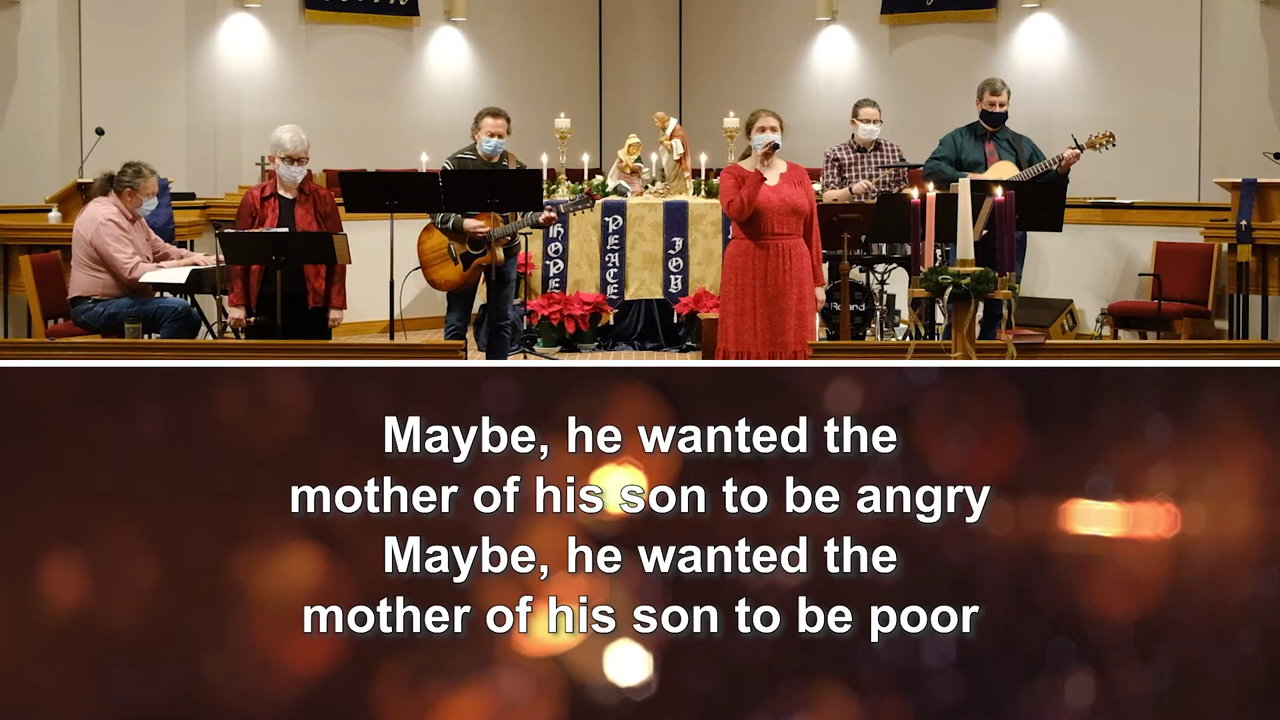 HOPE
PEACE
JOY
Roland
Maybe, he wanted the
mother of his son to be angry
Maybe, he wanted the
mother of his son to be poor